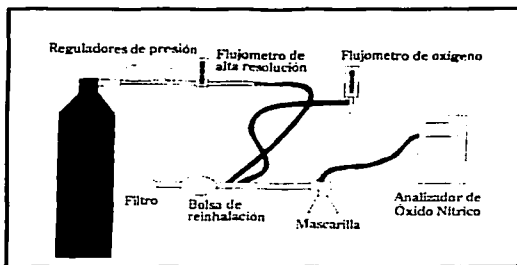 Reguladores de presión
Flujometro de
alta resolución
Flujometro de oxigeno
Filtro
Bolsa de
reinhalación
Mascarilla
Analizador de
Óxido Nítrico